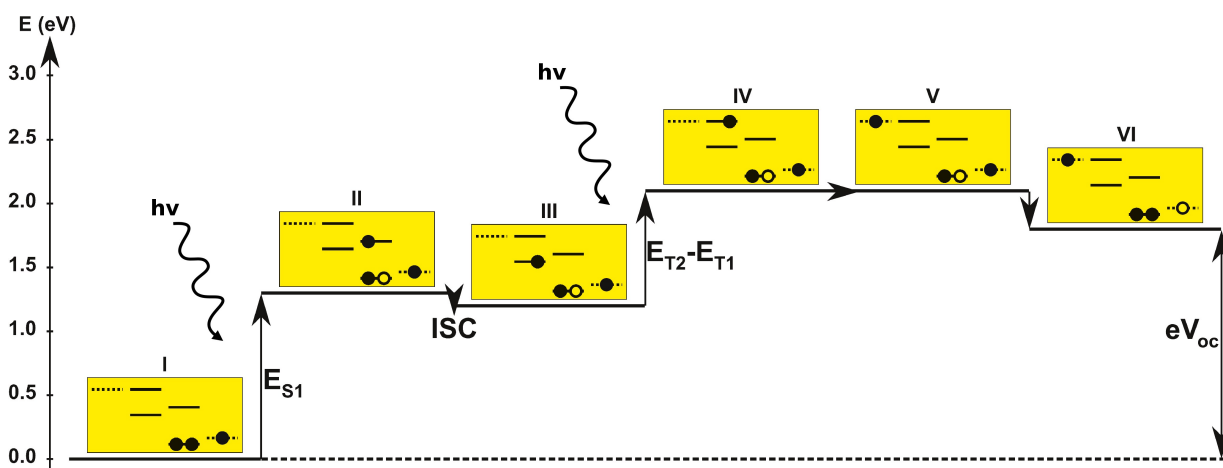 E (eV)
3.0
2.5
2.0
1.5
1.0
0.5
0.0
I
hν
E_S1
II
ISC
III
hν
E_T2-E_T1
IV
V
VI
eV_oc